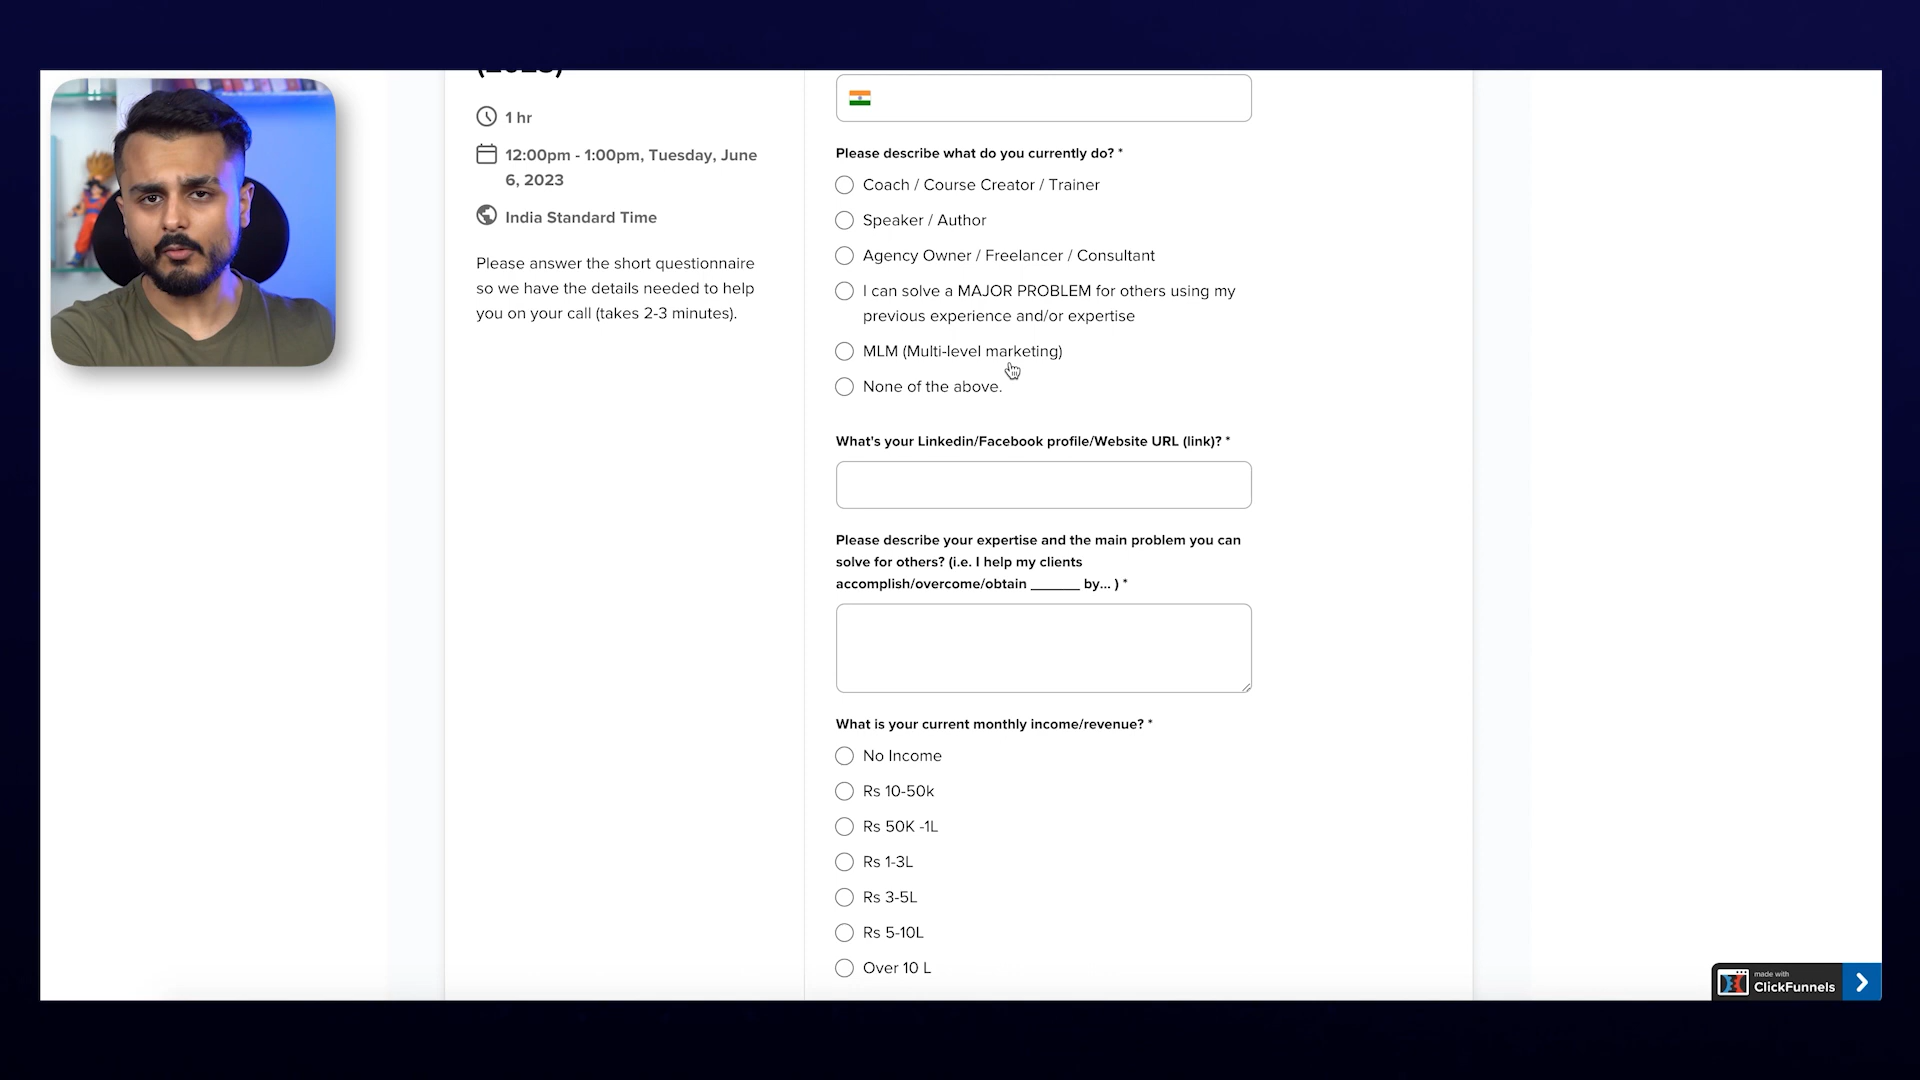 1 hr
12:00pm - 1:00pm, Tuesday, June
6, 2023
India Standard Time
Please answer the short questionnaire
so we have the details needed to help
you on your call (takes 2-3 minutes).
Please describe what do you currently do? *
Coach / Course Creator / Trainer
Speaker / Author
Agency Owner / Freelancer / Consultant
I can solve a MAJOR PROBLEM for others using my
previous experience and/or expertise
MLM (Multi-level marketing)
None of the above.
What's your Linkedin/Facebook profile/Website URL (link)? *
Please describe your expertise and the main problem you can
solve for others? (i.e. I help my clients
accomplish/overcome/obtain _______ by... ) *
What is your current monthly income/revenue? *
No Income
Rs 10-50k
Rs 50K -1L
Rs 1-3L
Rs 3-5L
Rs 5-10L
Over 10 L
made with
ClickFunnels